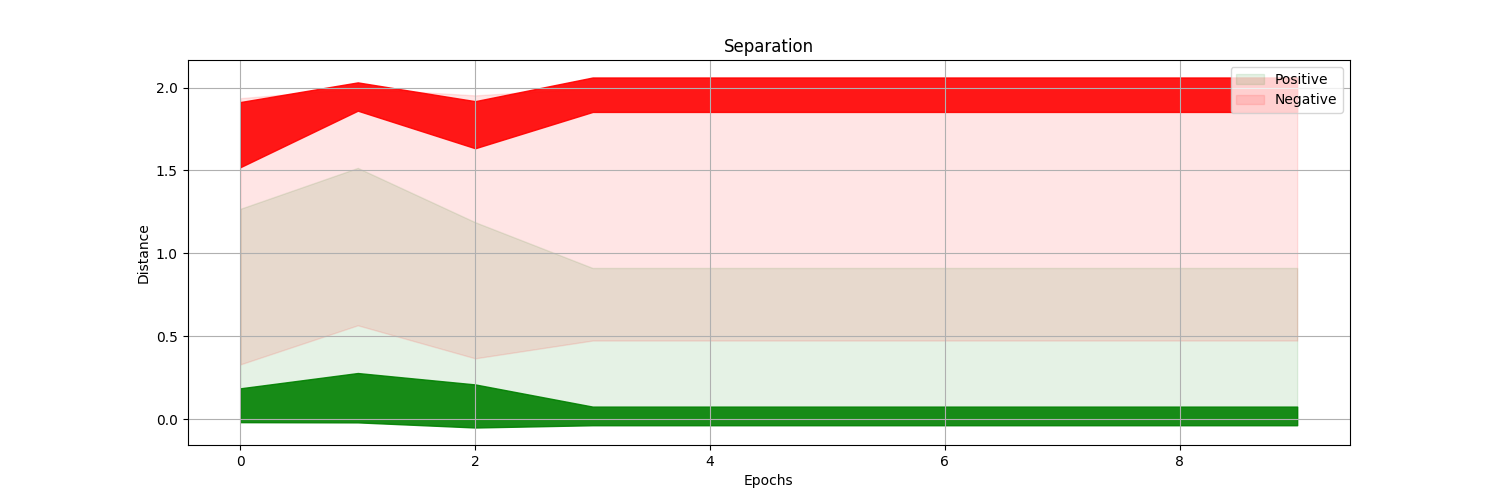 Separation
Positive
Negative
Distance
2.0
1.5
1.0
0.5
0.0
0 2 4 6 8
Epochs